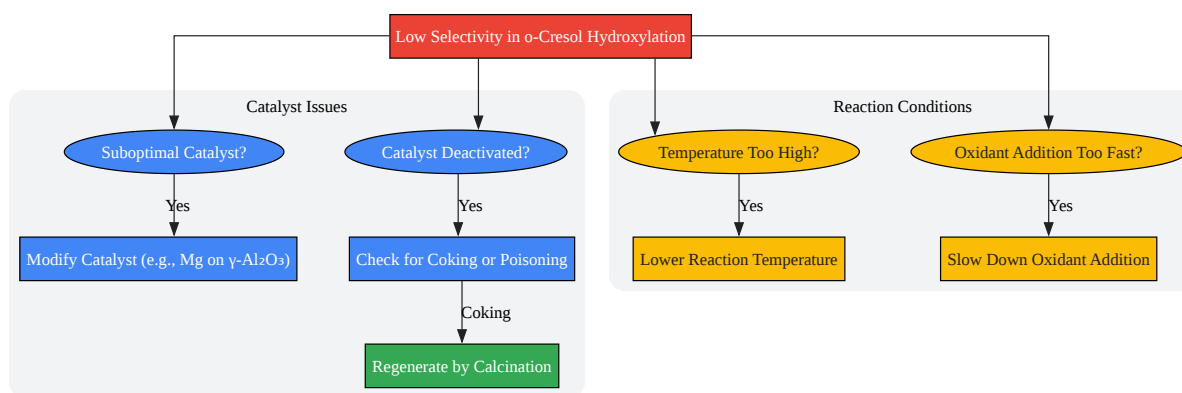 Low Selectivity in o-Cresol Hydroxylation
Catalyst Issues
Reaction Conditions
Suboptimal Catalyst?
Catalyst Deactivated?
Temperature Too High?
Oxidant Addition Too Fast?
Yes
Yes
Yes
Yes
Modify Catalyst (e.g., Mg on γ-Al₂O₃)
Check for Coking or Poisoning
Lower Reaction Temperature
Slow Down Oxidant Addition
Coking
Regenerate by Calcination